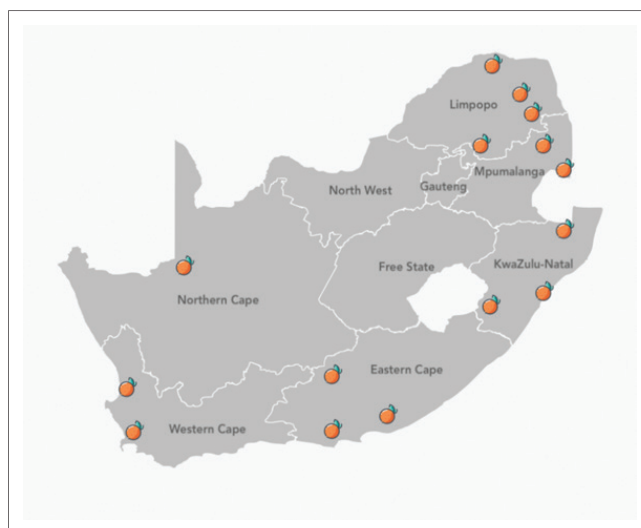 Limpopo
Mpumalanga
North West
Gauteng
Free State
KwaZulu-Natal
Northern Cape
Eastern Cape
Western Cape